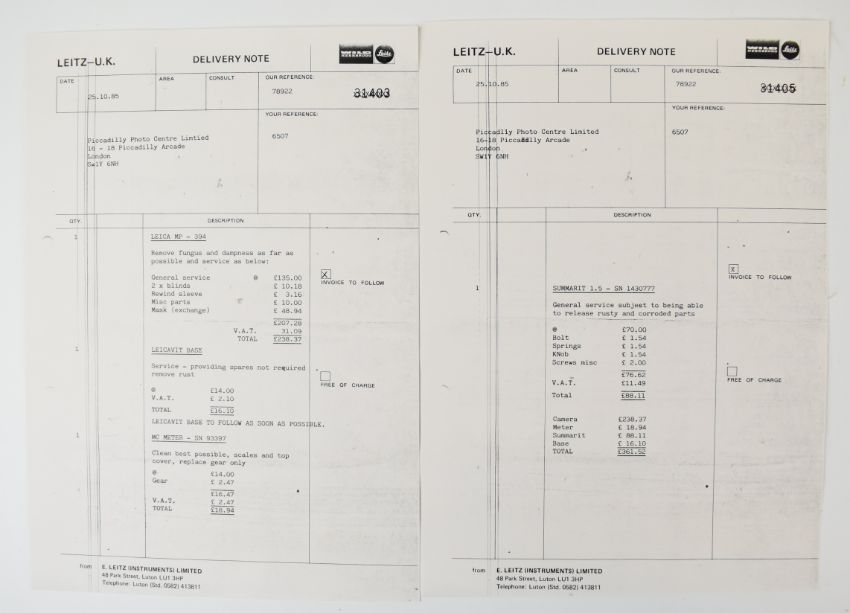 LEITZ-U.K.
DELIVERY NOTE
WILD
Leitz
DATE
AREA
CONSULT
OUR REFERENCE:
25.10.85
78922
31403
YOUR REFERENCE:
6507
Piccadilly Photo Centre Limtied
16 - 18 Piccadilly Arcade
London
SW1Y 6NH
QTY.
DESCRIPTION
1
LEICA MP - 394
Remove fungus and dampness as far as
possible and service as below:
General service @ £135.00
2 x blinds £ 10.18
Rewind sleeve £ 3.16
Misc parts £ 10.00
Mask (exchange) £ 48.94
£207.28
V.A.T. 31.09
TOTAL £238.37
X
INVOICE TO FOLLOW
1
LEICAVIT BASE
Service - providing spares not required
remove rust
@ £14.00
V.A.T. £ 2.10
TOTAL £16.10
FREE OF CHARGE
LEICAVIT BASE TO FOLLOW AS SOON AS POSSIBLE.
1
MC METER - SN 93397
Clean best possible, scales and top
cover, replace gear only
@ £14.00
Gear £ 2.47
£16.47
V.A.T. £ 2.47
TOTAL £18.94
from E. LEITZ (INSTRUMENTS) LIMITED
48 Park Street, Luton LU1 3HP
Telephone: Luton (Std. 0582) 413811
LEITZ-U.K.
DELIVERY NOTE
WILD
Leitz
DATE
AREA
CONSULT
OUR REFERENCE:
25.10.85
78922
31405
YOUR REFERENCE:
6507
Piccadilly Photo Centre Limited
16-18 Piccadilly Arcade
London
SW1Y 6NH
QTY.
DESCRIPTION
X
INVOICE TO FOLLOW
1
SUMMARIT 1.5 - SN 1430777
General service subject to being able
to release rusty and corroded parts
@ £70.00
Bolt £ 1.54
Springs £ 1.54
KNob £ 1.54
Screws misc £ 2.00
£76.62
V.A.T. £11.49
Total £88.11
FREE OF CHARGE
Camera £238.37
Meter £ 18.94
Summarit £ 88.11
Base £ 16.10
TOTAL £361.52
from E. LEITZ (INSTRUMENTS) LIMITED
48 Park Street, Luton LU1 3HP
Telephone: Luton (Std. 0582) 413811